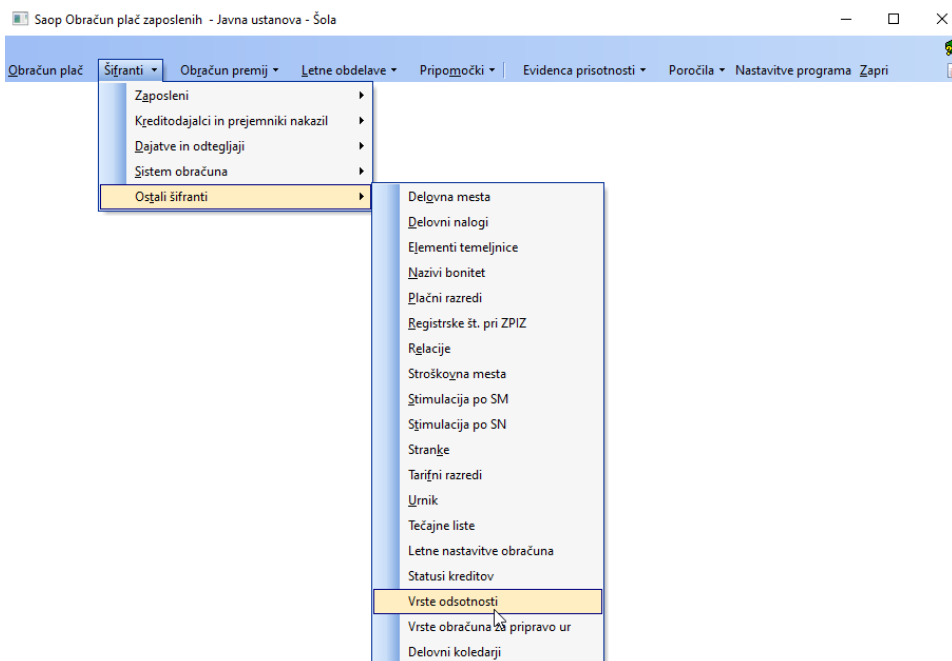 Saop Obračun plač zaposlenih - Javna ustanova - Šola
Obračun plač Šifranti Obračun premij Letne obdelave Pripomočki Evidenca prisotnosti Poročila Nastavitve programa Zapri
Zaposleni
Kreditodajalci in prejemniki nakazil
Dajatve in odtegljaji
Sistem obračuna
Ostali šifranti
Delovna mesta
Delovni nalogi
Elementi temeljnice
Nazivi bonitet
Plačni razredi
Registrske št. pri ZPIZ
Relacije
Stroškovna mesta
Stimulacija po SM
Stimulacija po SN
Stranke
Tarifni razredi
Urnik
Tečajne liste
Letne nastavitve obračuna
Statusi kreditov
Vrste odsotnosti
Vrste obračuna za pripravo ur
Delovni koledarji